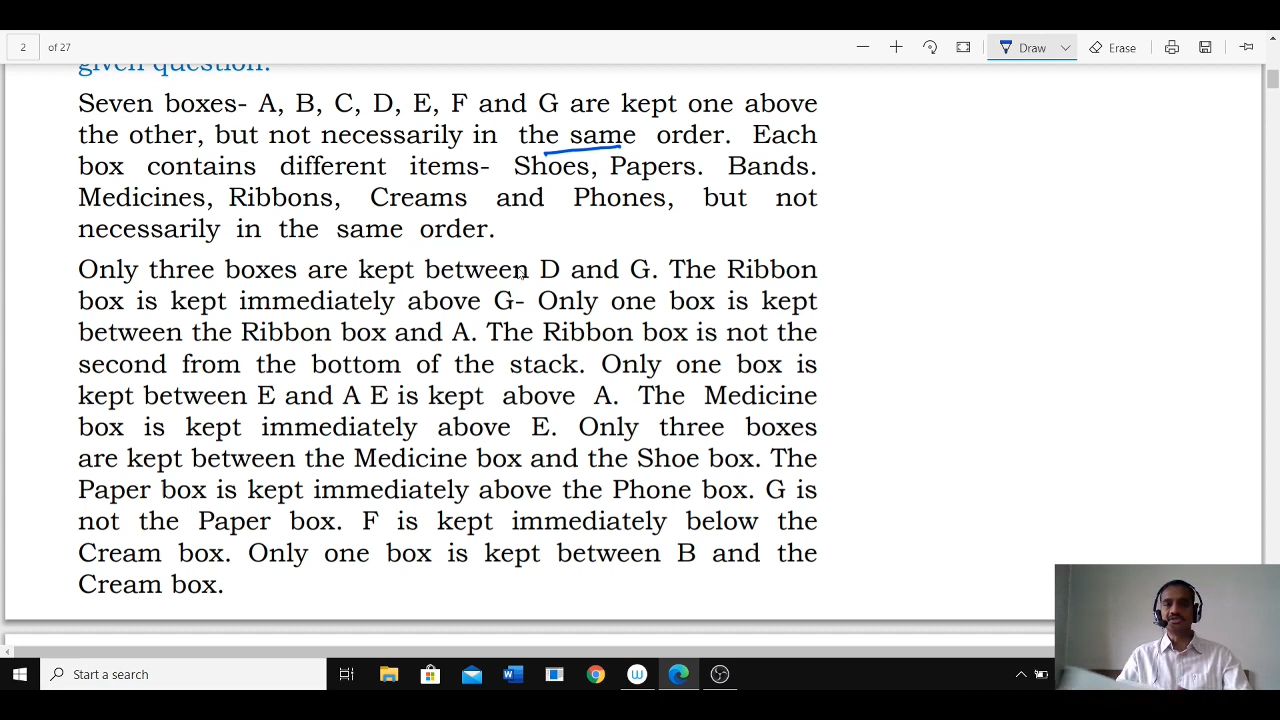 2 of 27
Draw
Erase
given question.
Seven boxes- A, B, C, D, E, F and G are kept one above
the other, but not necessarily in the same order. Each
box contains different items- Shoes, Papers. Bands.
Medicines, Ribbons, Creams and Phones, but not
necessarily in the same order.
Only three boxes are kept between D and G. The Ribbon
box is kept immediately above G- Only one box is kept
between the Ribbon box and A. The Ribbon box is not the
second from the bottom of the stack. Only one box is
kept between E and A E is kept above A. The Medicine
box is kept immediately above E. Only three boxes
are kept between the Medicine box and the Shoe box. The
Paper box is kept immediately above the Phone box. G is
not the Paper box. F is kept immediately below the
Cream box. Only one box is kept between B and the
Cream box.
Start a search